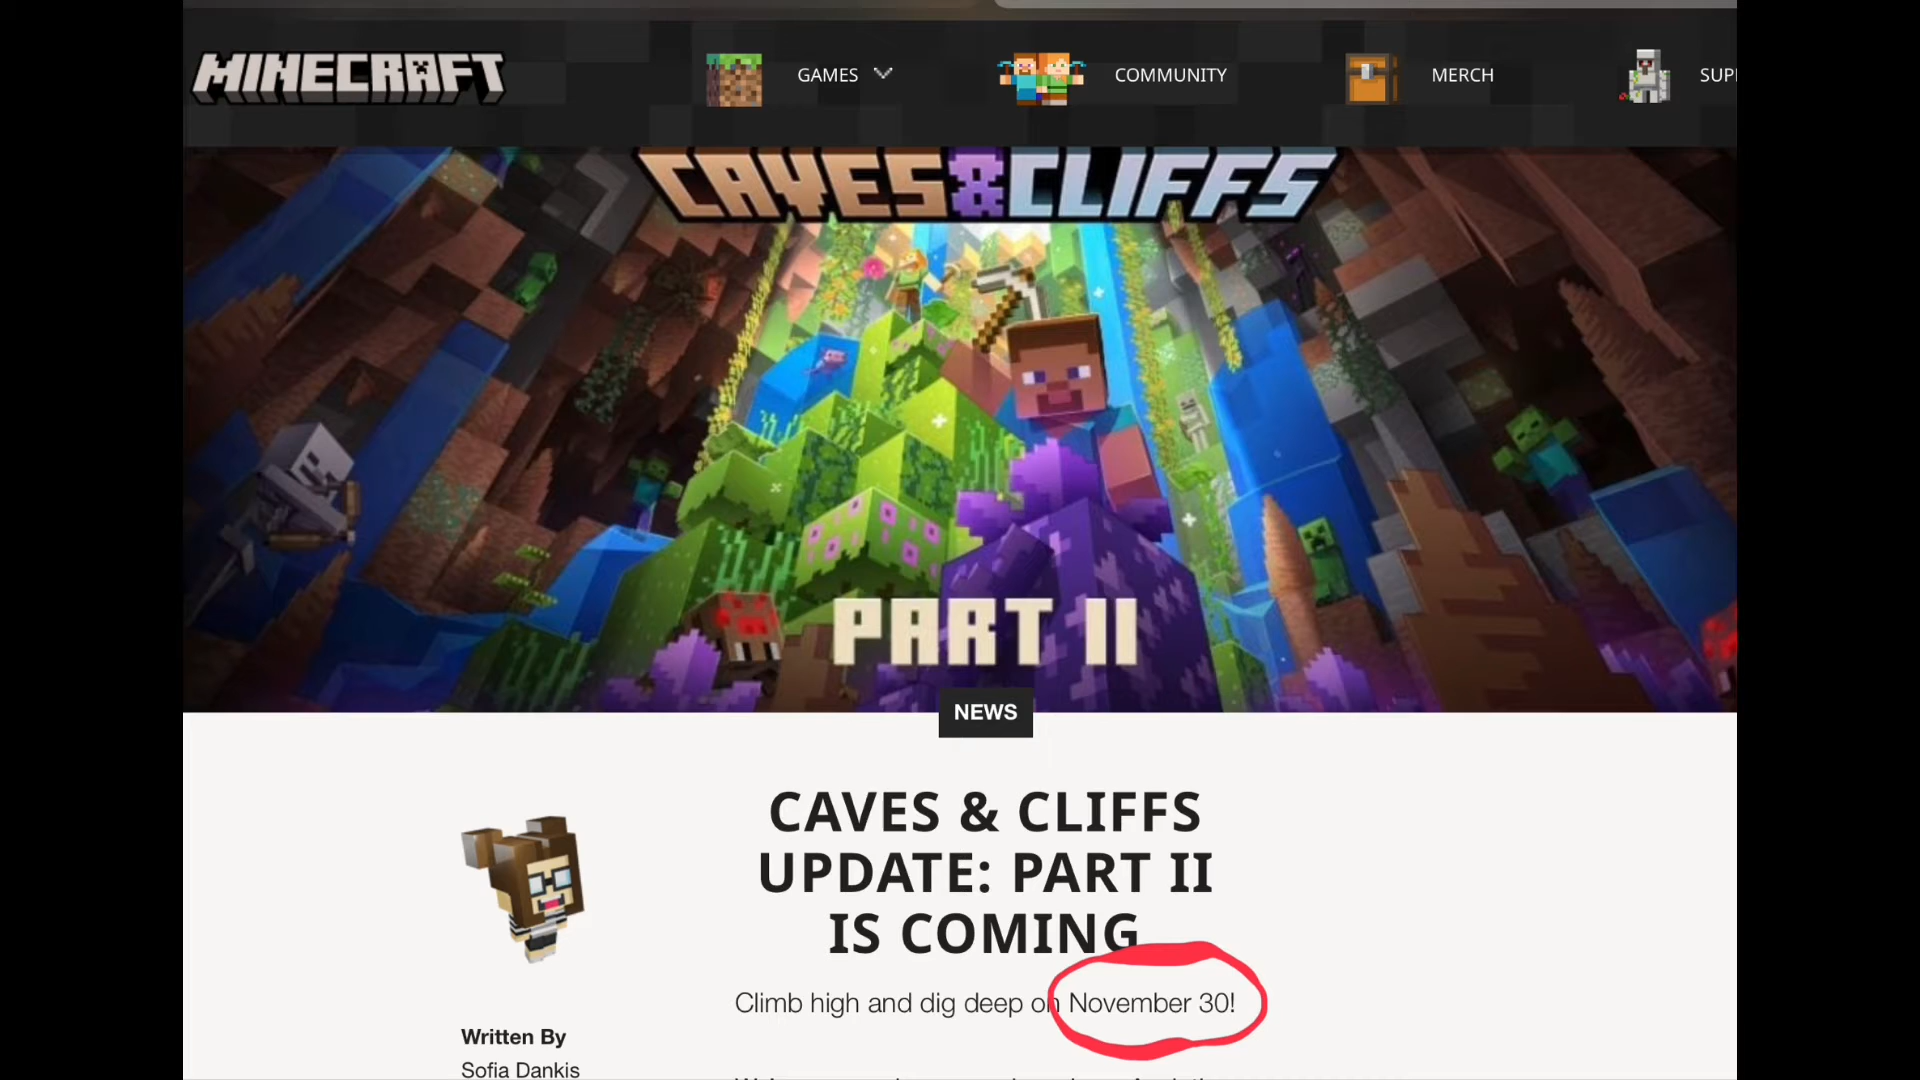 MINECRAFT
GAMES
COMMUNITY
MERCH
CAVES&CLIFFS
PART II
NEWS
CAVES & CLIFFS
UPDATE: PART II
IS COMING
Climb high and dig deep on November 30!
Written By
Sofia Dankis